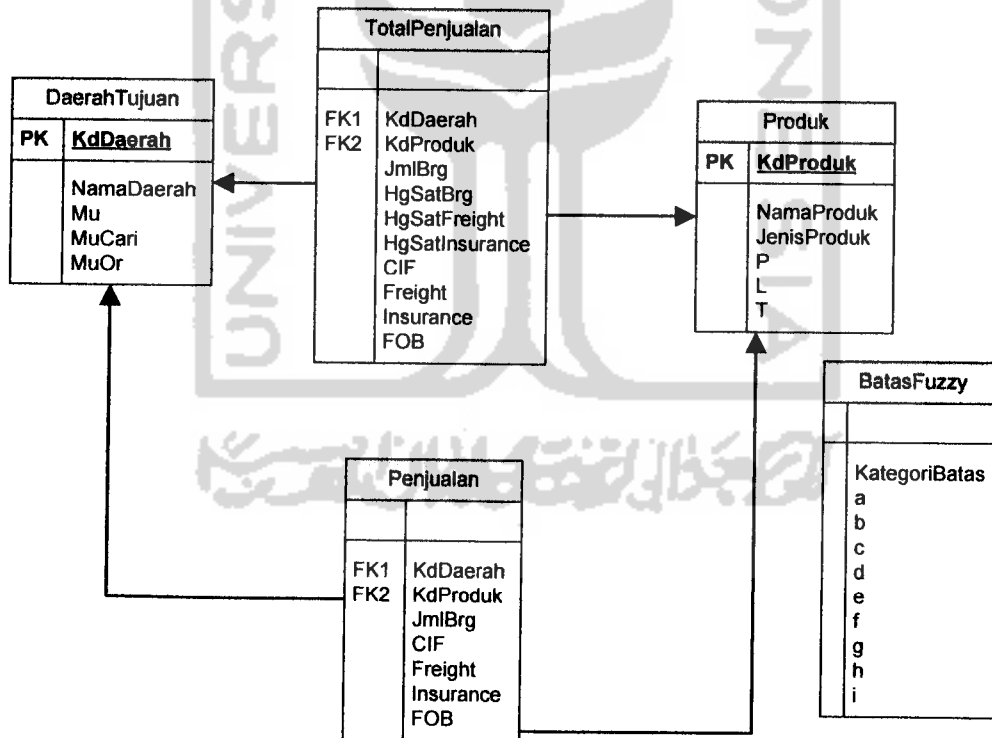 TotalPenjualan
FK1 KdDaerah
FK2 KdProduk
JmlBrg
HgSatBrg
HgSatFreight
HgSatInsurance
CIF
Freight
Insurance
FOB
DaerahTujuan
PK KdDaerah
NamaDaerah
Mu
MuCari
MuOr
Produk
PK KdProduk
NamaProduk
JenisProduk
P
L
T
BatasFuzzy
KategoriBatas
a
b
c
d
e
f
g
h
i
Penjualan
FK1 KdDaerah
FK2 KdProduk
JmlBrg
CIF
Freight
Insurance
FOB
UNIVERS